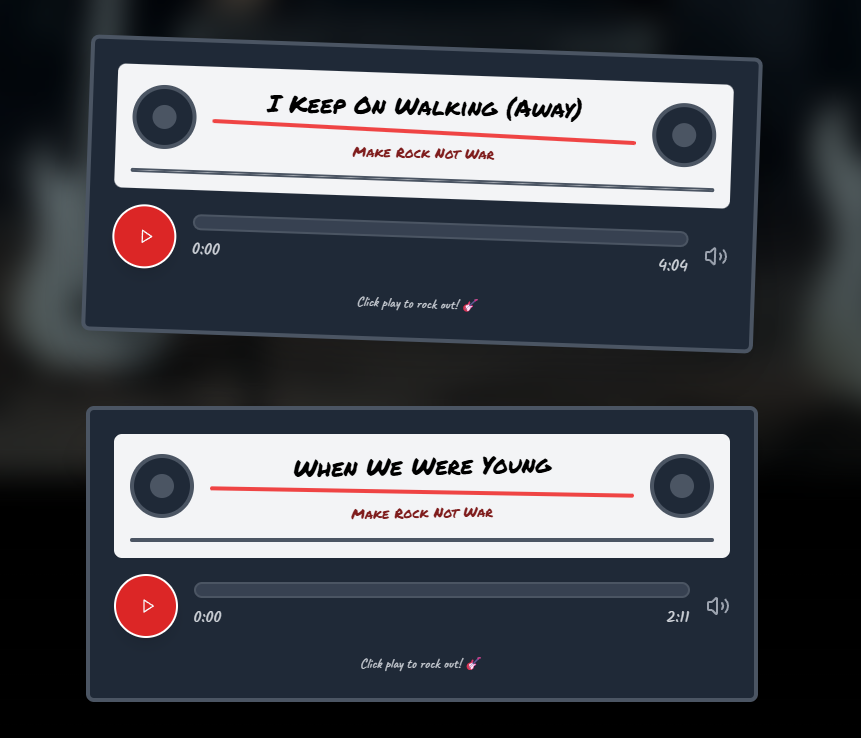 I Keep On Walking (Away)
Make Rock Not War
0:00
4:04
Click play to rock out! 🎸
When We Were Young
Make Rock Not War
0:00
2:11
Click play to rock out! 🎸